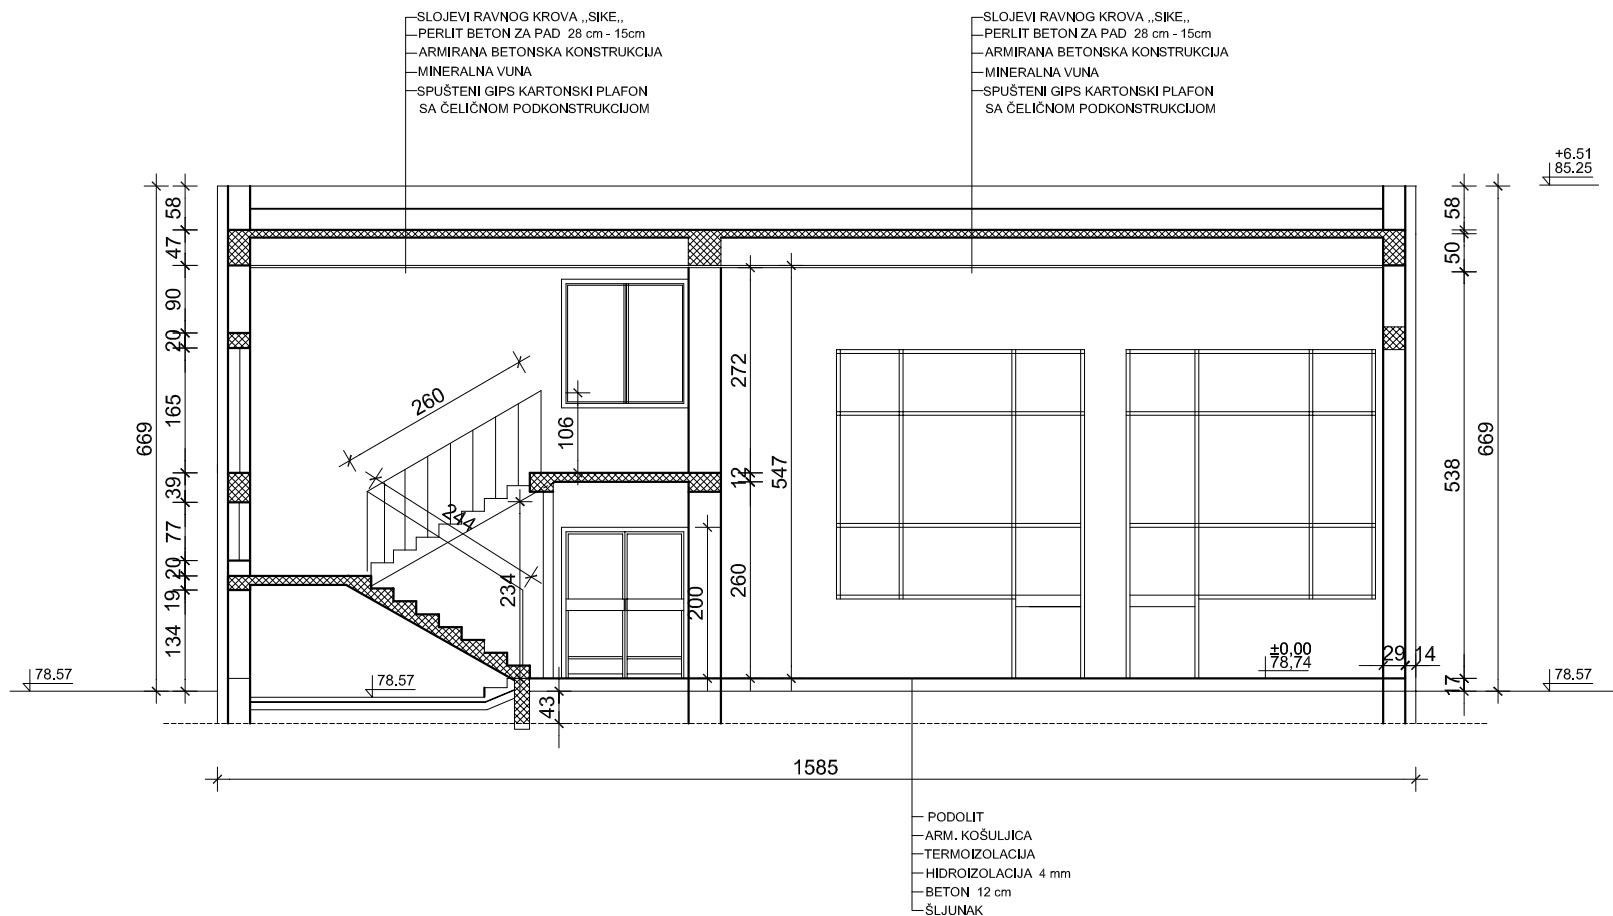 SLOJEVI RAVNOG KROVA ,,SIKE,,
PERLIT BETON ZA PAD 28 cm - 15cm
ARMIRANA BETONSKA KONSTRUKCIJA
MINERALNA VUNA
SPUŠTENI GIPS KARTONSKI PLAFON
SA ČELIČNOM PODKONSTRUKCIJOM
SLOJEVI RAVNOG KROVA ,,SIKE,,
PERLIT BETON ZA PAD 28 cm - 15cm
ARMIRANA BETONSKA KONSTRUKCIJA
MINERALNA VUNA
SPUŠTENI GIPS KARTONSKI PLAFON
SA ČELIČNOM PODKONSTRUKCIJOM
+6.51
85.25
669
58
47
90
20
165
39
77
20
19
134
78.57
78.57
260
244
234
106
43
200
272
12
260
547
±0,00
78,74
29
14
58
50
538
17
669
78.57
1585
PODOLIT
ARM. KOŠULJICA
TERMOIZOLACIJA
HIDROIZOLACIJA 4 mm
BETON 12 cm
ŠLJUNAK